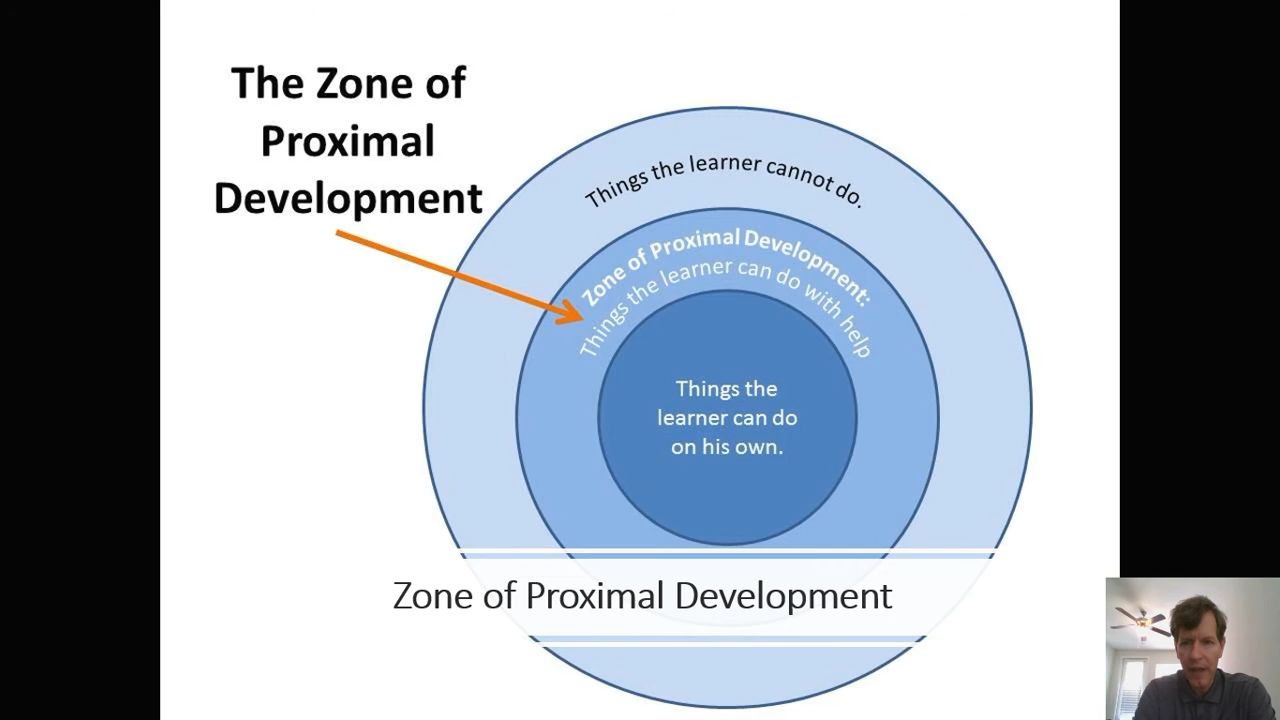 The Zone of
Proximal
Development
Things the learner cannot do.
Zone of Proximal Development:
Things the learner can do with help
Things the
learner can do
on his own.
Zone of Proximal Development